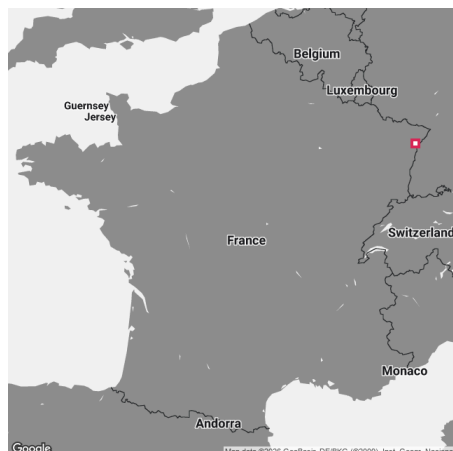 Belgium
Luxembourg
Guernsey
Jersey
France
Switzerland
Monaco
Andorra
Google